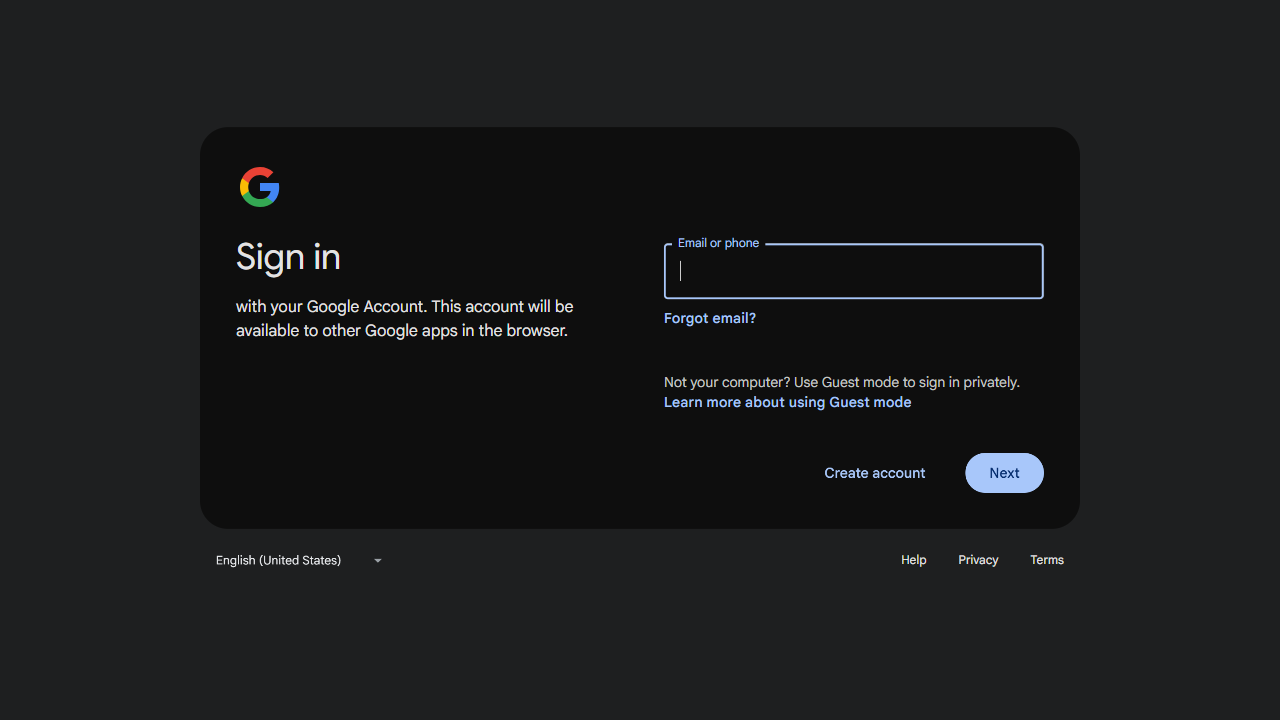 Sign in
with your Google Account. This account will be
available to other Google apps in the browser.
Email or phone
Forgot email?
Not your computer? Use Guest mode to sign in privately.
Learn more about using Guest mode
Create account
Next
English (United States)
Help
Privacy
Terms